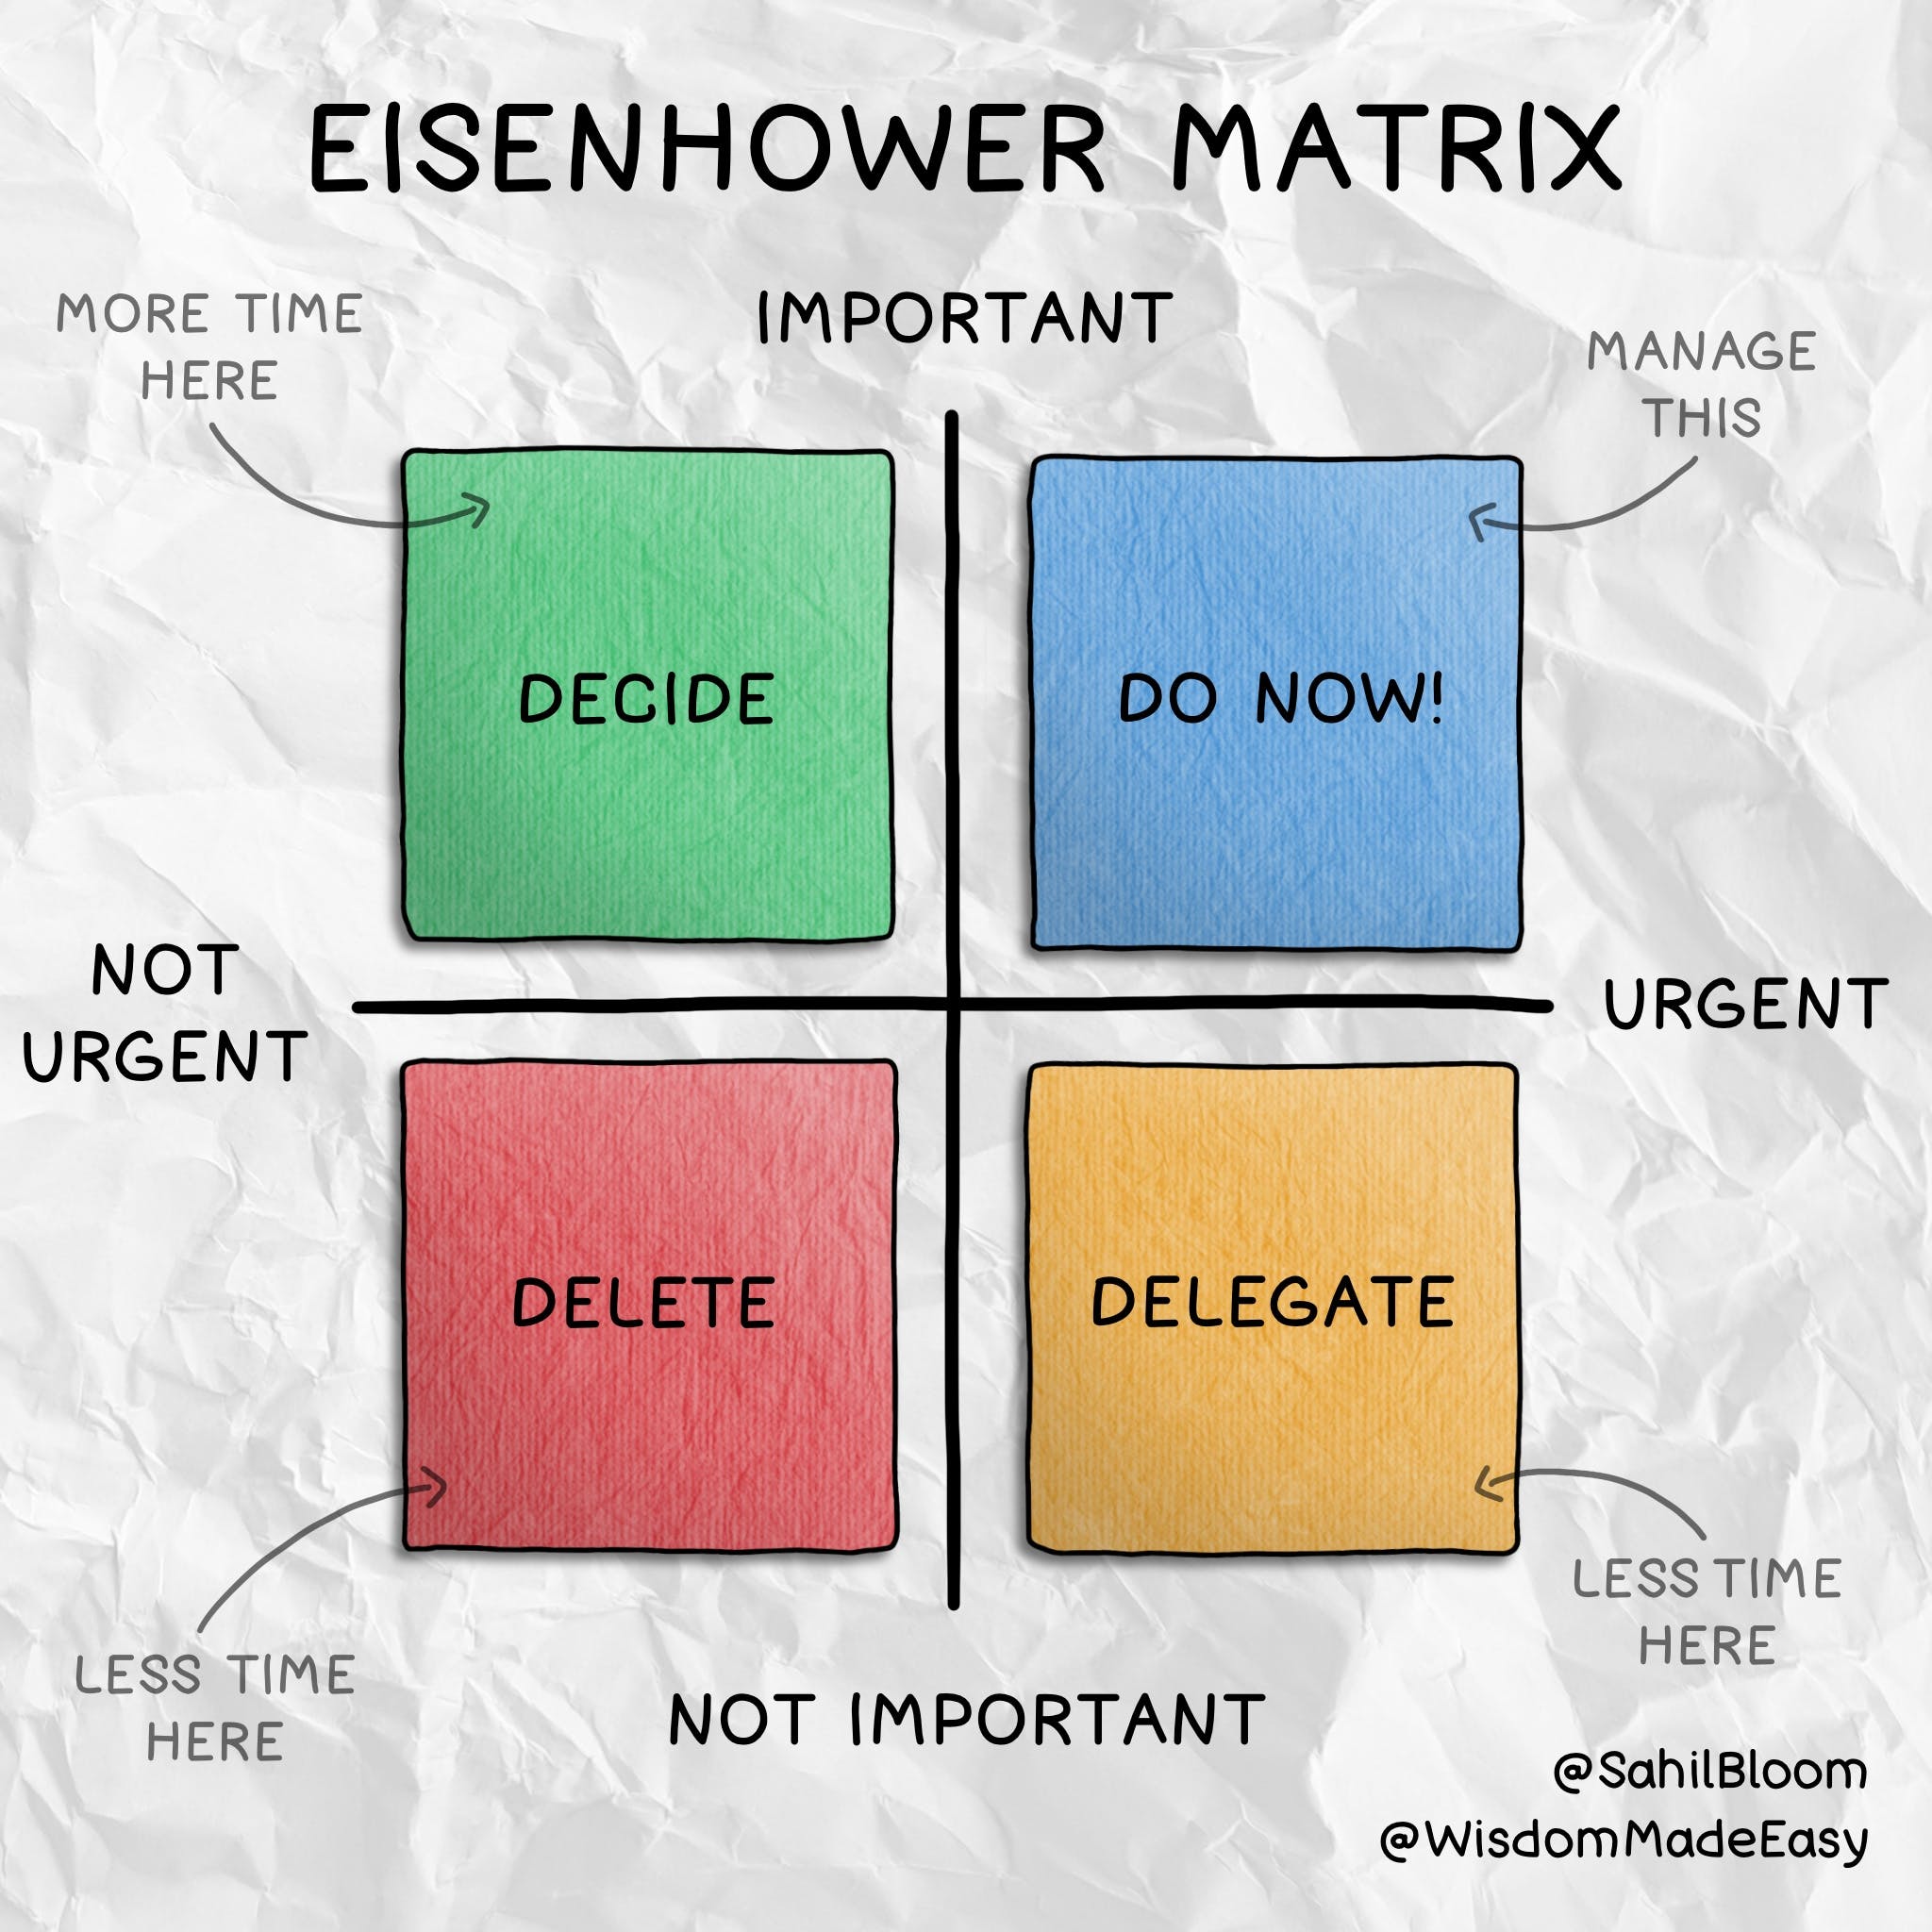 EISENHOWER MATRIX
IMPORTANT
MORE TIME
HERE
MANAGE
THIS
DECIDE
DO NOW!
NOT
URGENT
URGENT
DELETE
DELEGATE
LESS TIME
HERE
LESS TIME
HERE
NOT IMPORTANT
@SahilBloom
@WisdomMadeEasy